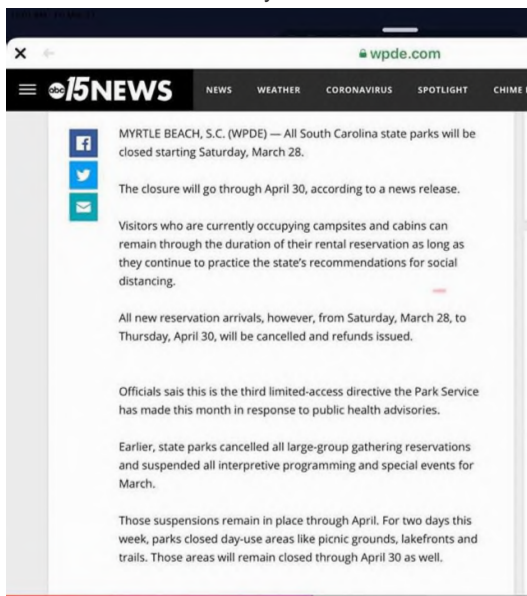 wpde.com
abc 15 NEWS NEWS WEATHER CORONAVIRUS SPOTLIGHT CHIME
MYRTLE BEACH, S.C. (WPDE) — All South Carolina state parks will be
closed starting Saturday, March 28.
The closure will go through April 30, according to a news release.
Visitors who are currently occupying campsites and cabins can
remain through the duration of their rental reservation as long as
they continue to practice the state's recommendations for social
distancing.
All new reservation arrivals, however, from Saturday, March 28, to
Thursday, April 30, will be cancelled and refunds issued.
Officials sais this is the third limited-access directive the Park Service
has made this month in response to public health advisories.
Earlier, state parks cancelled all large-group gathering reservations
and suspended all interpretive programming and special events for
March.
Those suspensions remain in place through April. For two days this
week, parks closed day-use areas like picnic grounds, lakefronts and
trails. Those areas will remain closed through April 30 as well.